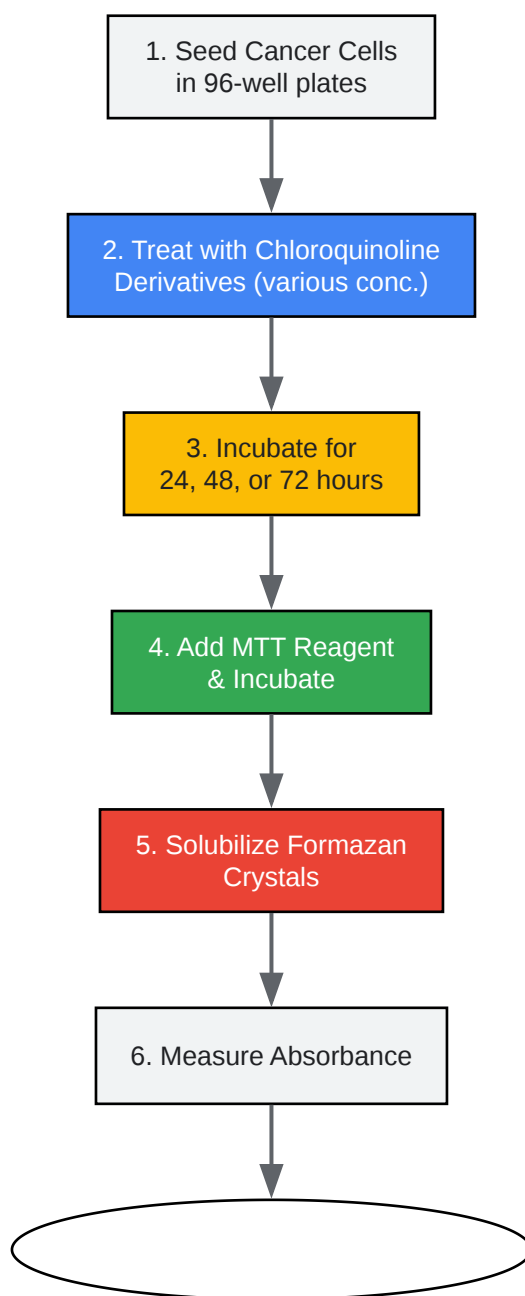 1. Seed Cancer Cells
in 96-well plates
2. Treat with Chloroquinoline
Derivatives (various conc.)
3. Incubate for
24, 48, or 72 hours
4. Add MTT Reagent
& Incubate
5. Solubilize Formazan
Crystals
6. Measure Absorbance